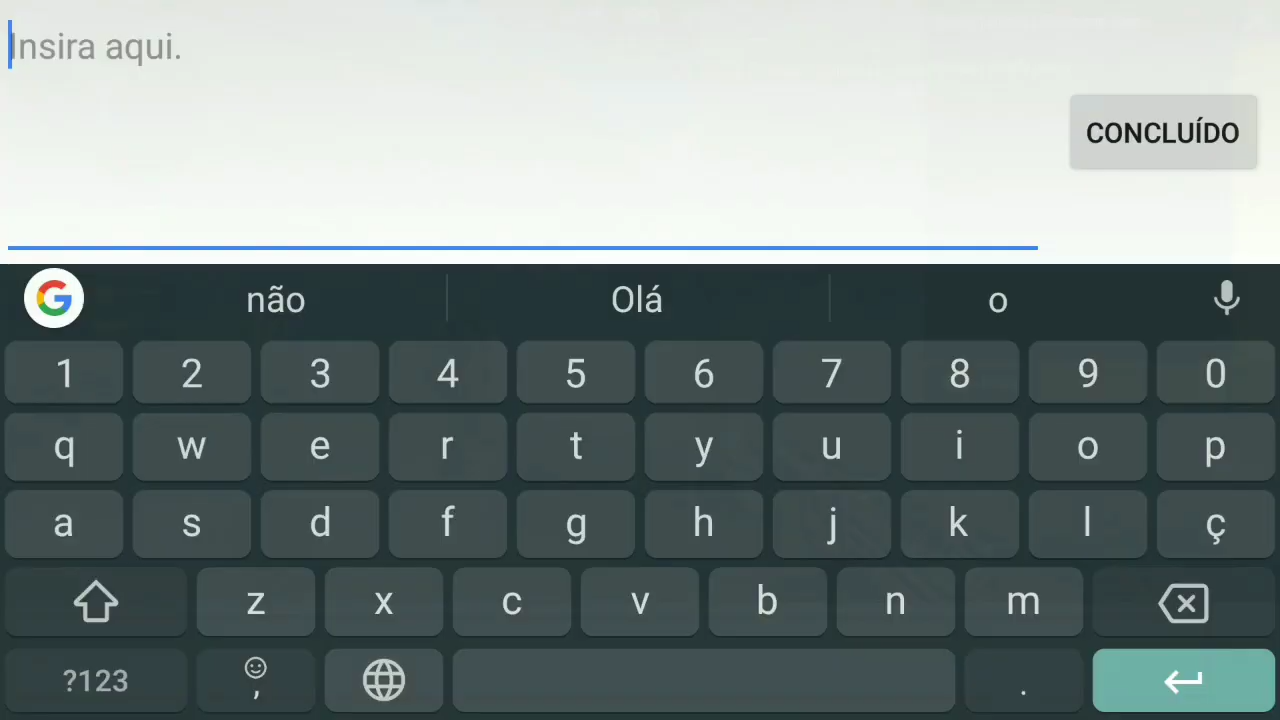 Insira aqui.
CONCLUÍDO
não Olá o
1 2 3 4 5 6 7 8 9 0
q w e r t y u i o p
a s d f g h j k l ç
z x c v b n m
?123 , .